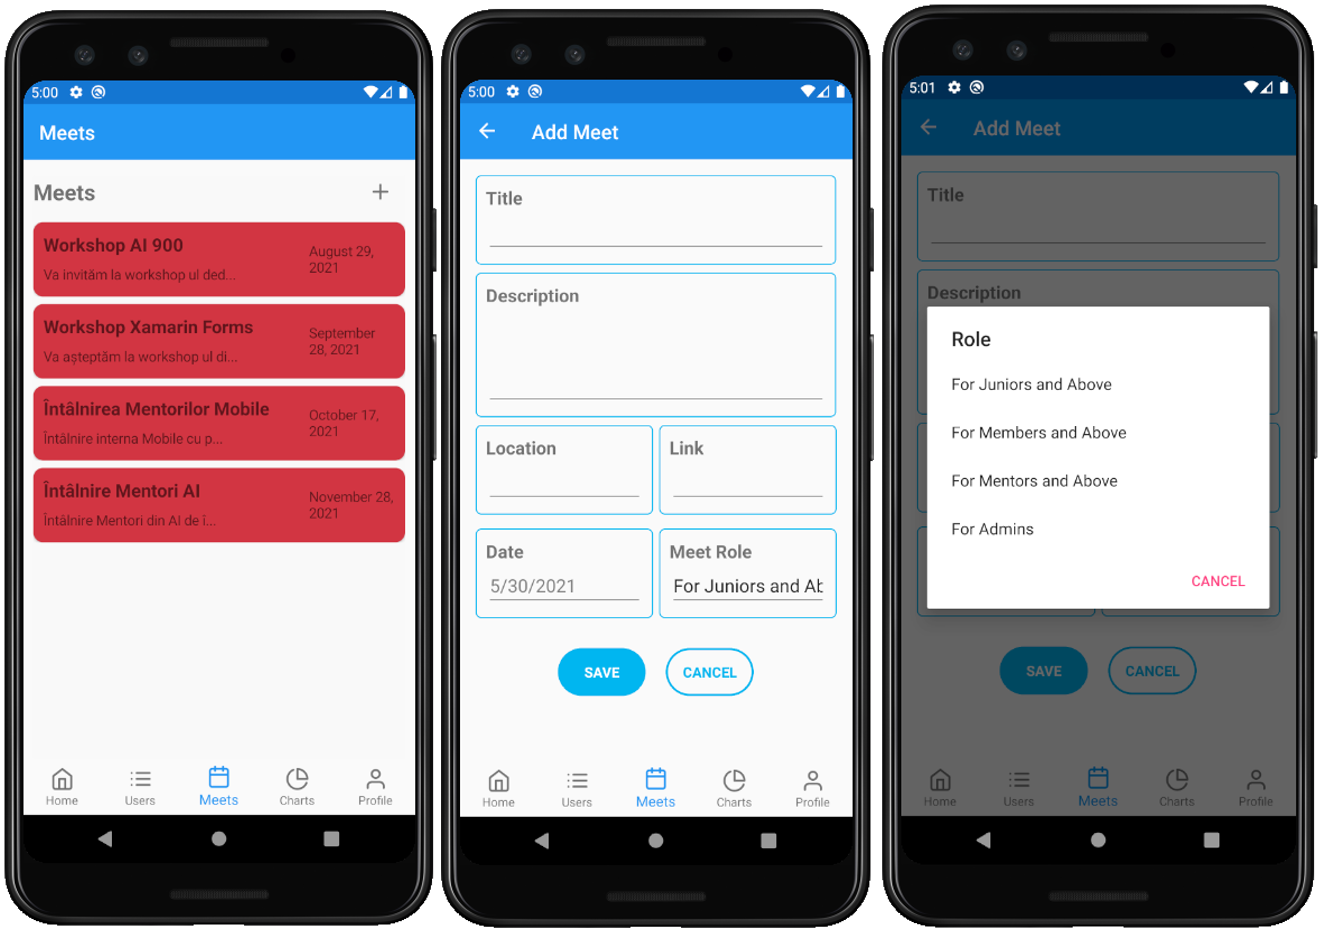 5:00
Meets
Meets +
Workshop AI 900
Va invităm la workshop ul ded...
August 29,
2021
Workshop Xamarin Forms
Va așteptăm la workshop ul di...
September
28, 2021
Întâlnirea Mentorilor Mobile
Întâlnire interna Mobile cu p...
October 17,
2021
Întâlnire Mentori AI
Întâlnire Mentori din AI de î...
November 28,
2021
Home Users Meets Charts Profile
5:00
Add Meet
Title
Description
Location Link
Date Meet Role
5/30/2021 For Juniors and Ab
SAVE CANCEL
Home Users Meets Charts Profile
5:01
Add Meet
Title
Description
Role
For Juniors and Above
For Members and Above
For Mentors and Above
For Admins
CANCEL
SAVE CANCEL
Home Users Meets Charts Profile